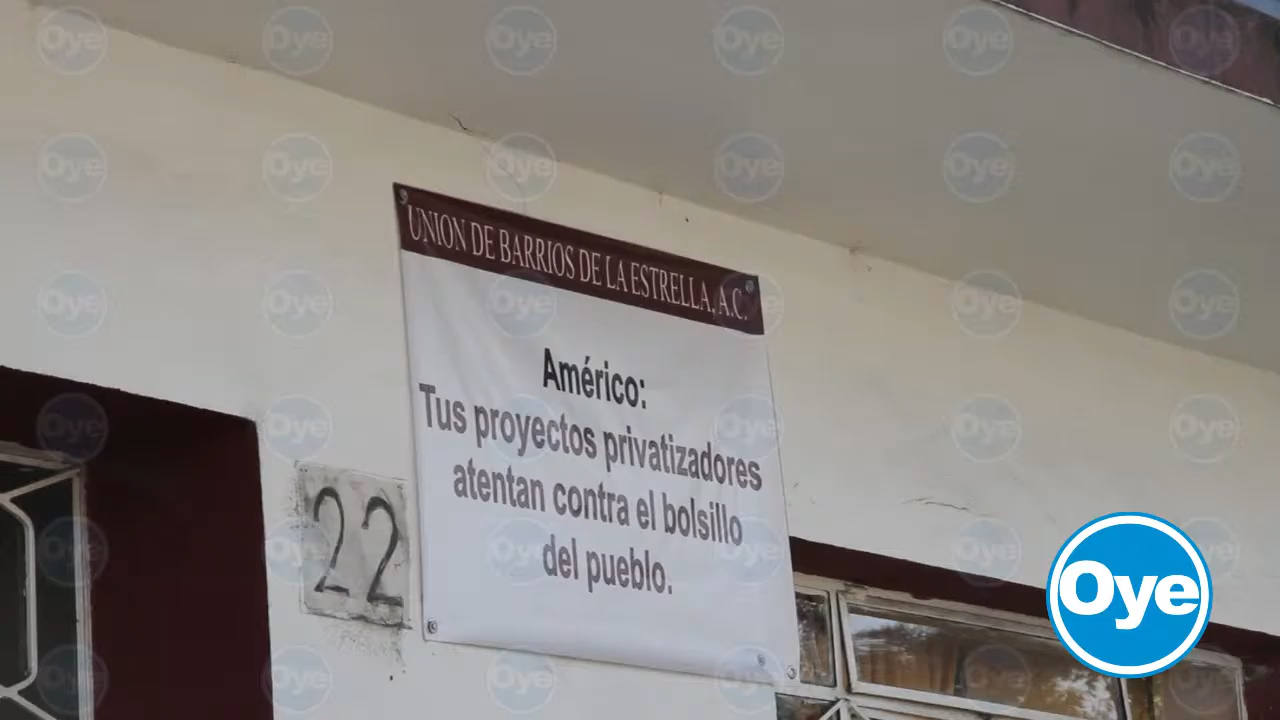 UNION DE BARRIOS DE LA ESTRELLA, A.C.
Américo:
Tus proyectos privatizadores
atentan contra el bolsillo
del pueblo.
22
Oye